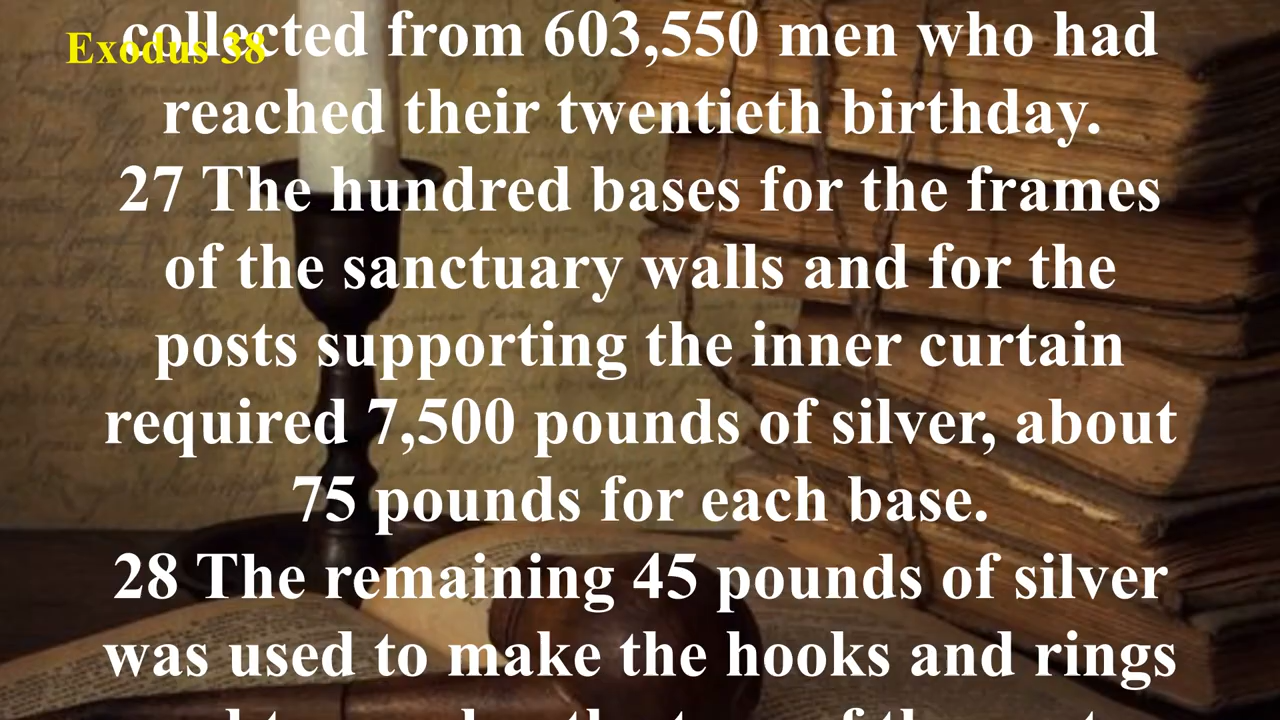 Exodus 38
collected from 603,550 men who had
reached their twentieth birthday.
27 The hundred bases for the frames
of the sanctuary walls and for the
posts supporting the inner curtain
required 7,500 pounds of silver, about
75 pounds for each base.
28 The remaining 45 pounds of silver
was used to make the hooks and rings